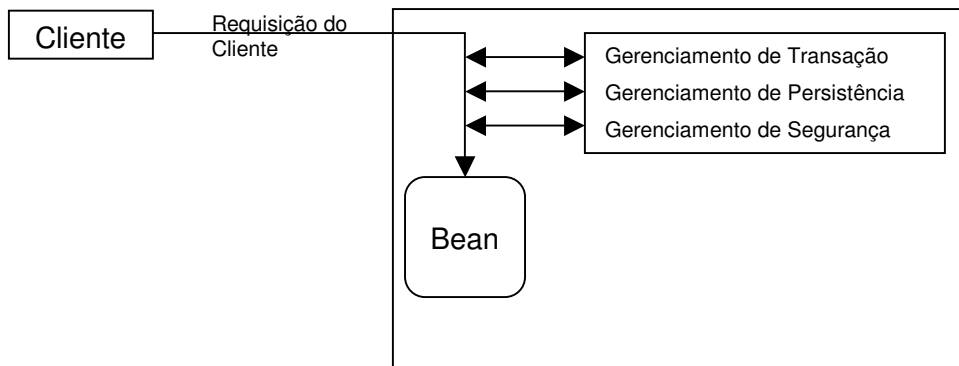 Cliente
Requisição do
Cliente
Gerenciamento de Transação
Gerenciamento de Persistência
Gerenciamento de Segurança
Bean